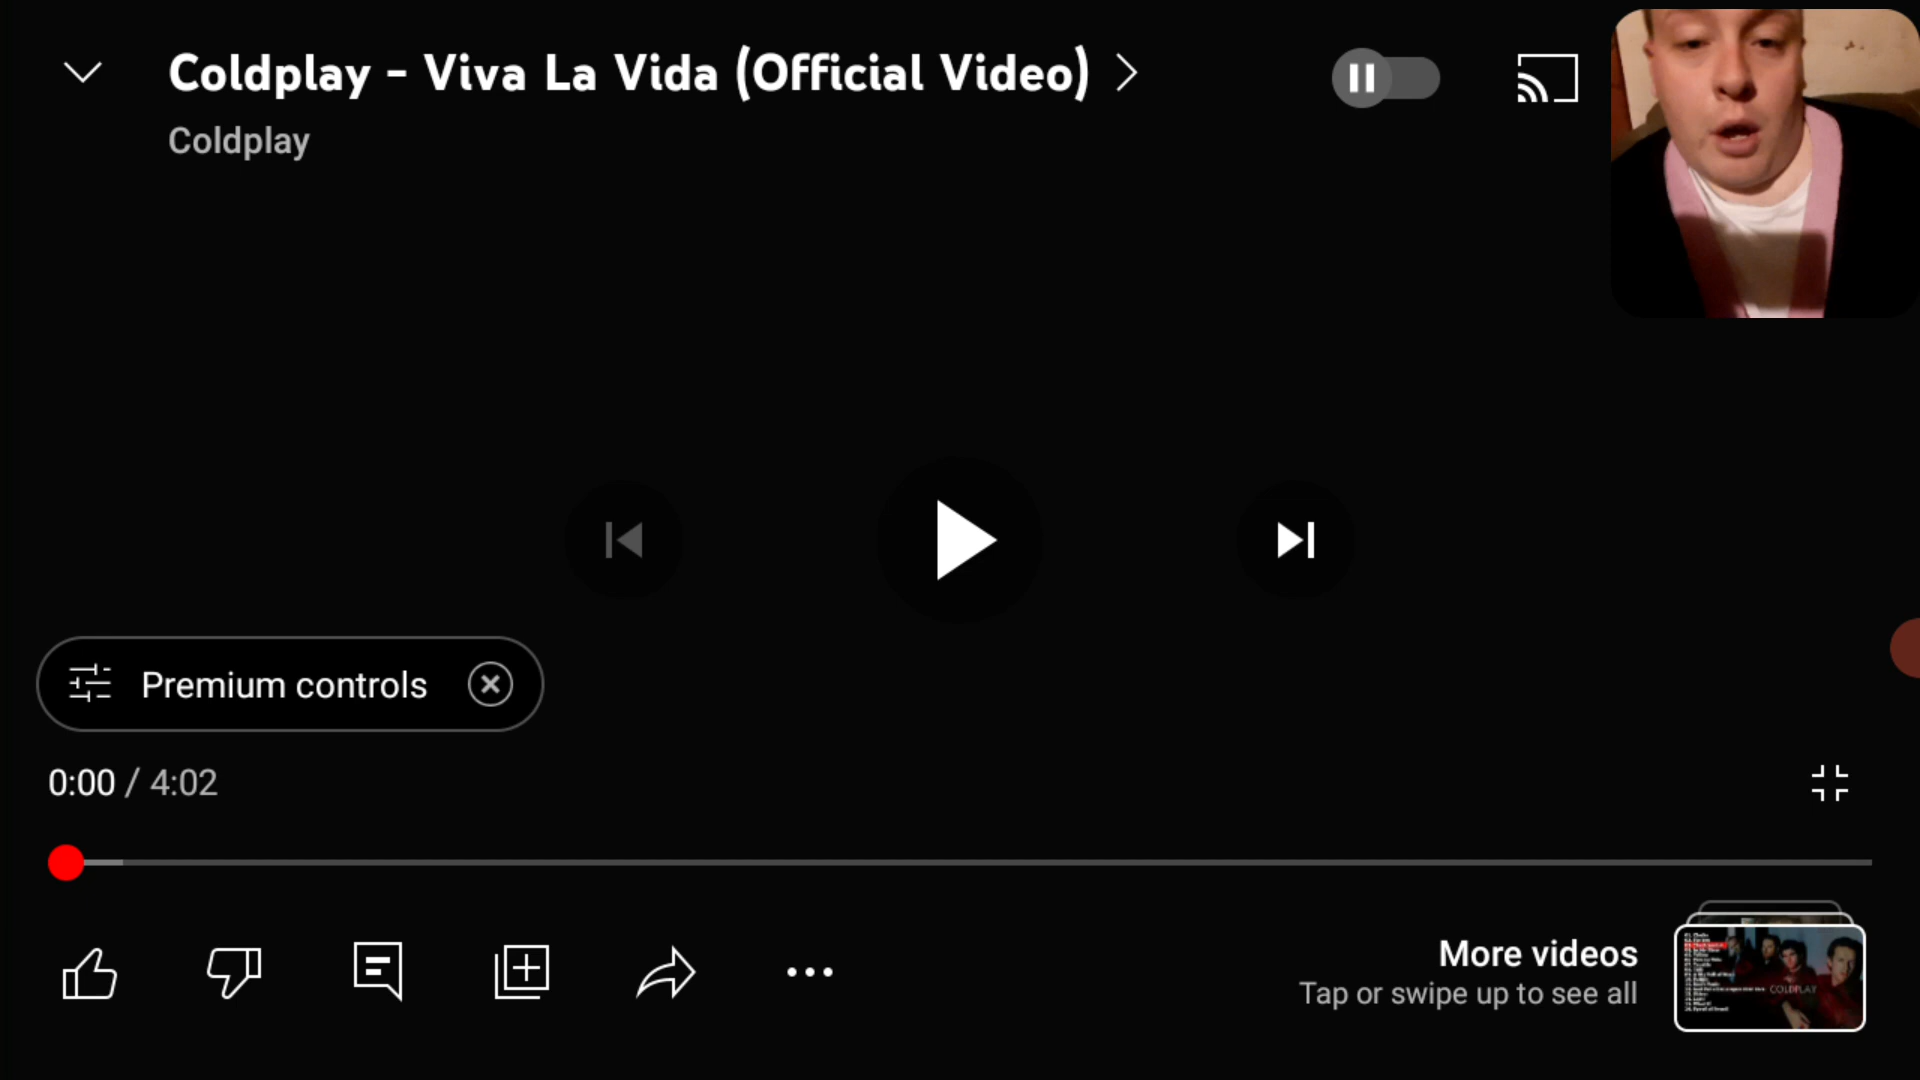 Coldplay - Viva La Vida (Official Video)
Coldplay
Premium controls
0:00 / 4:02
More videos
Tap or swipe up to see all
COLDPLAY